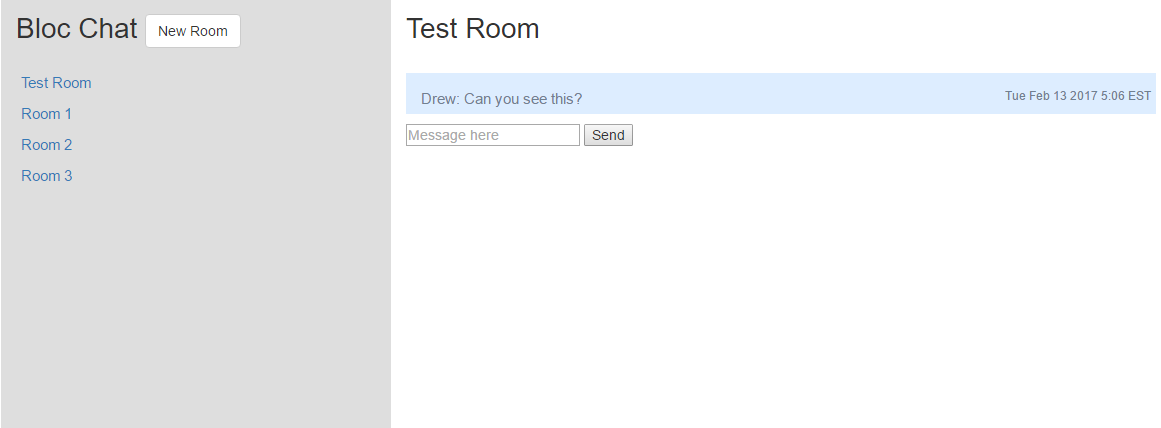 Bloc Chat New Room
Test Room
Room 1
Room 2
Room 3
Test Room
Drew: Can you see this? Tue Feb 13 2017 5:06 EST
Message here Send